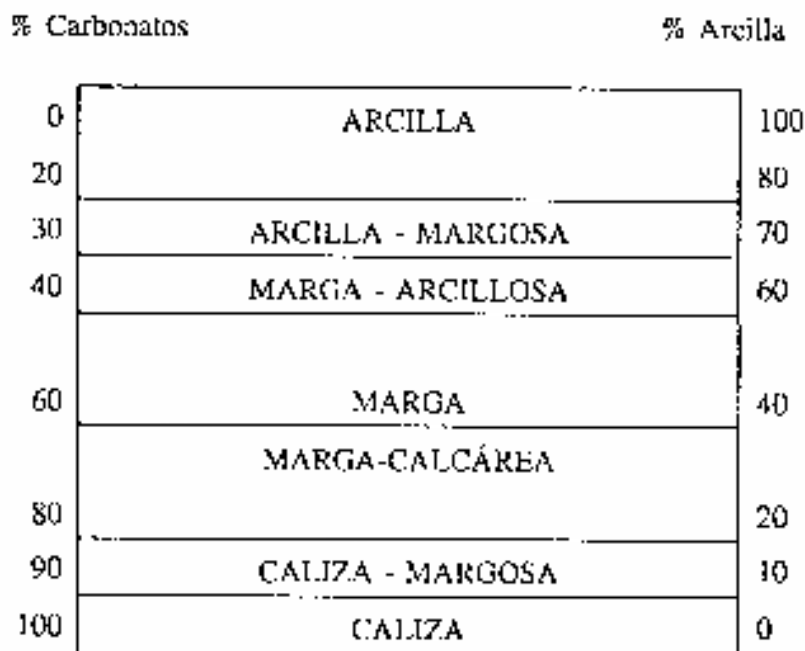 % Carbonatos % Arcilla
0 ARCILLA 100
20 80
30 ARCILLA - MARGOSA 70
40 MARGA - ARCILLOSA 60
60 MARGA 40
MARGA-CALCÁREA
80 20
90 CALIZA - MARGOSA 10
100 CALIZA 0